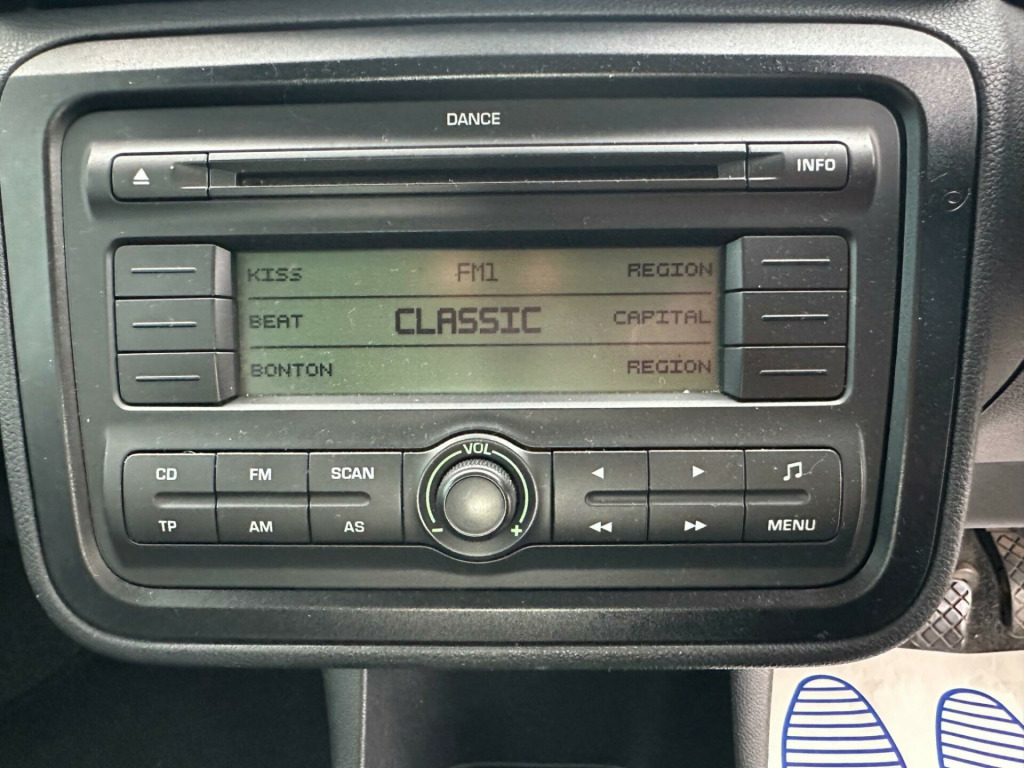 DANCE
INFO
KISS FM1 REGION
BEAT CLASSIC CAPITAL
BONTON REGION
VOL
CD FM SCAN
TP AM AS
- +
MENU